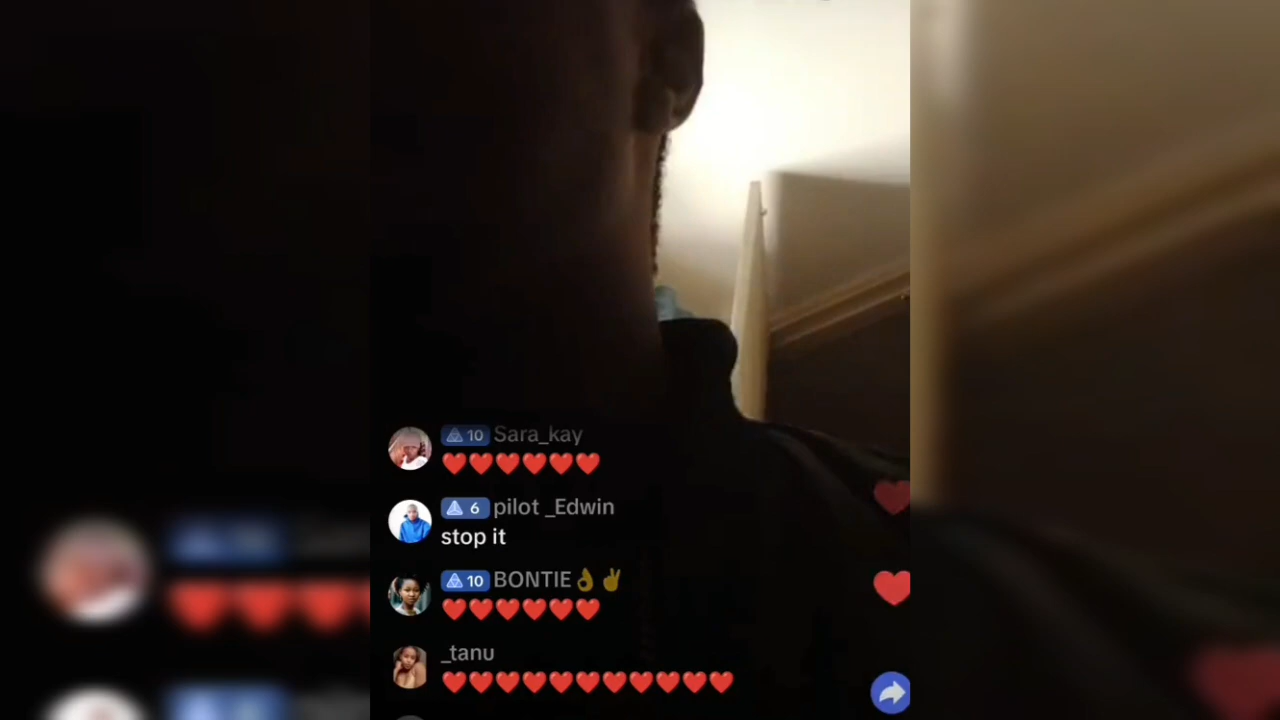 10 Sara_kay
❤️❤️❤️❤️❤️❤️
6 pilot _Edwin
stop it
10 BONTIE👌✌️
❤️❤️❤️❤️❤️❤️
_tanu
❤️❤️❤️❤️❤️❤️❤️❤️❤️❤️❤️